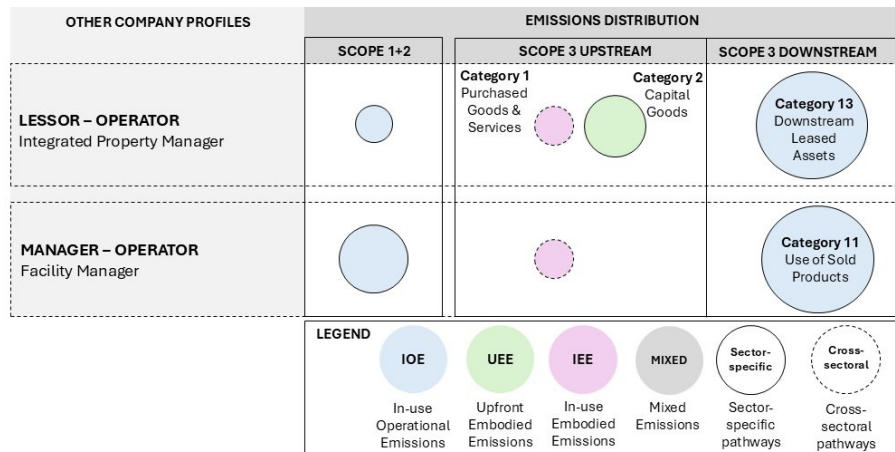 OTHER COMPANY PROFILES
EMISSIONS DISTRIBUTION
SCOPE 1+2
SCOPE 3 UPSTREAM
SCOPE 3 DOWNSTREAM
LESSOR – OPERATOR
Integrated Property Manager
Category 1
Purchased
Goods &
Services
Category 2
Capital
Goods
Category 13
Downstream
Leased
Assets
MANAGER – OPERATOR
Facility Manager
Category 11
Use of Sold
Products
LEGEND
IOE
UEE
IEE
MIXED
Sector-
specific
Cross-
sectoral
In-use
Operational
Emissions
Upfront
Embodied
Emissions
In-use
Embodied
Emissions
Mixed
Emissions
Sector-
specific
pathways
Cross-
sectoral
pathways